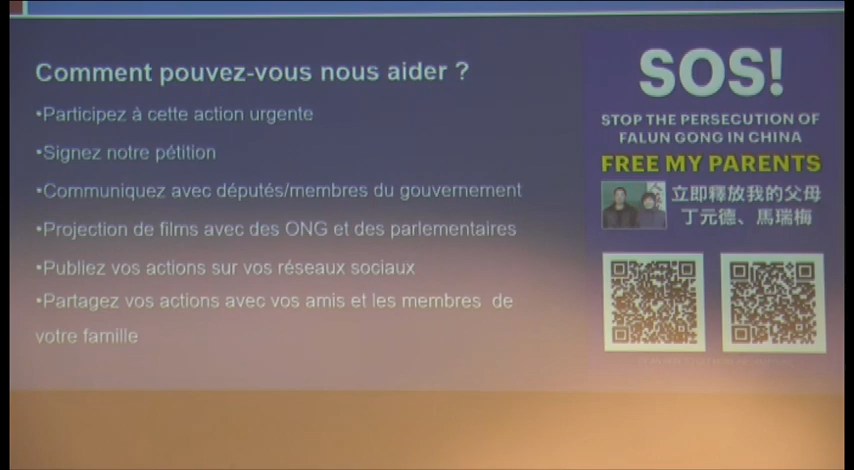 Comment pouvez-vous nous aider ?
•Participez à cette action urgente
•Signez notre pétition
•Communiquez avec députés/membres du gouvernement
•Projection de films avec des ONG et des parlementaires
•Publiez vos actions sur vos réseaux sociaux
•Partagez vos actions avec vos amis et les membres de
votre famille
SOS!
STOP THE PERSECUTION OF
FALUN GONG IN CHINA
FREE MY PARENTS
立即釋放我的父母
丁元德、馬瑞梅